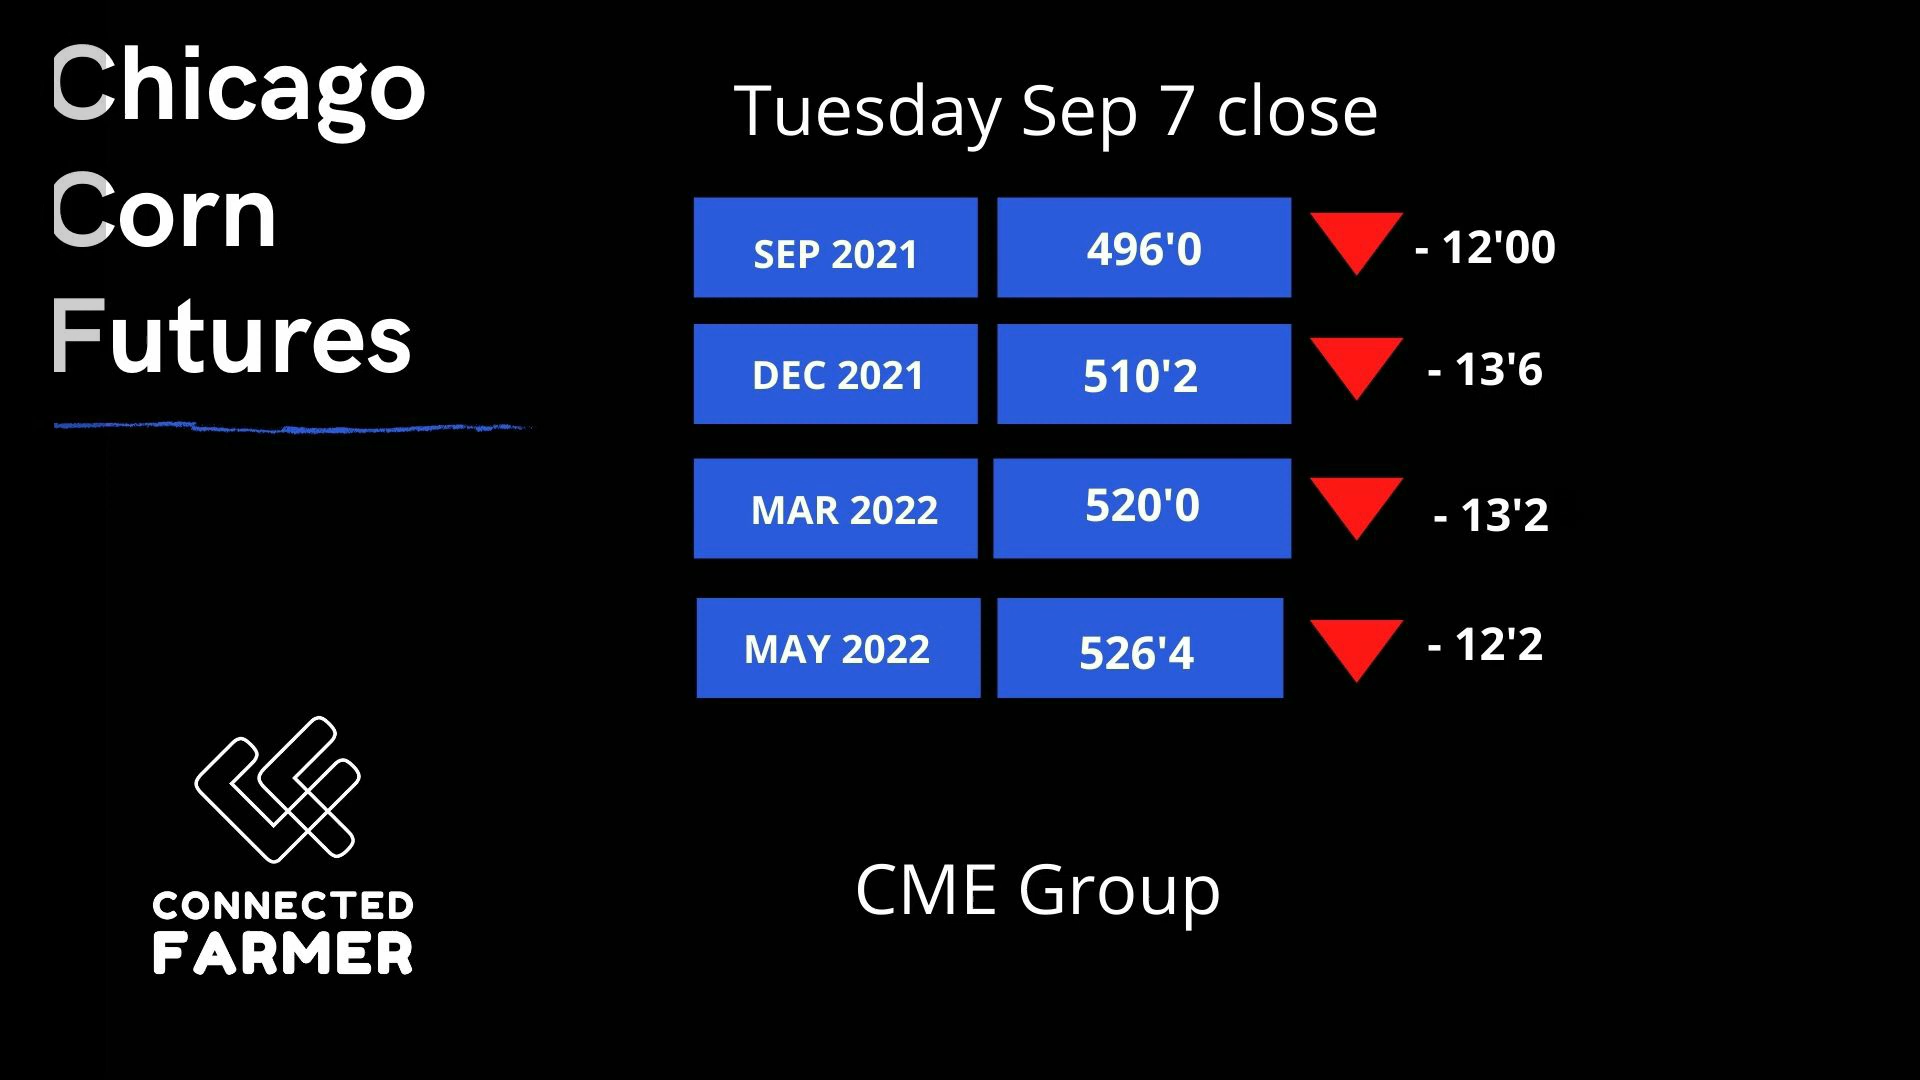 Chicago
Corn
Futures
Tuesday Sep 7 close
SEP 2021 496'0 - 12'00
DEC 2021 510'2 - 13'6
MAR 2022 520'0 - 13'2
MAY 2022 526'4 - 12'2
CME Group
CONNECTED
FARMER